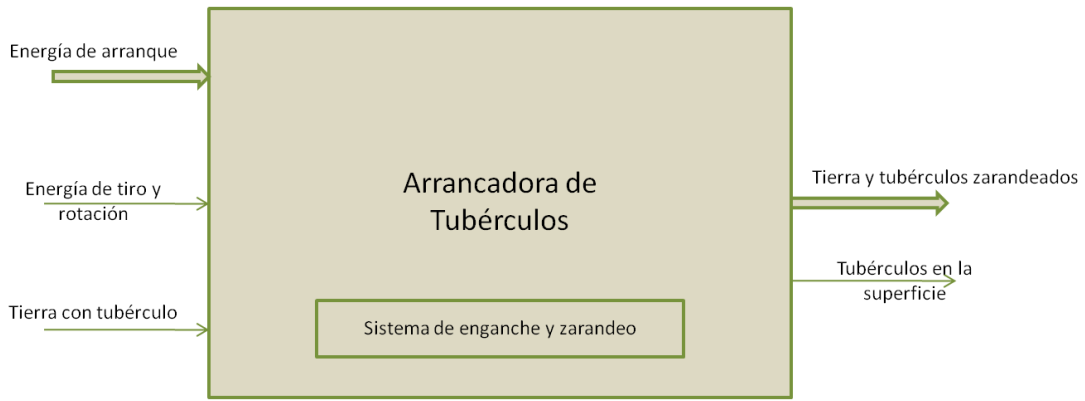 Energía de arranque
Energía de tiro y
rotación
Tierra con tubérculo
Arrancadora de
Tubérculos
Sistema de enganche y zarandeo
Tierra y tubérculos zarandeados
Tubérculos en la
superficie